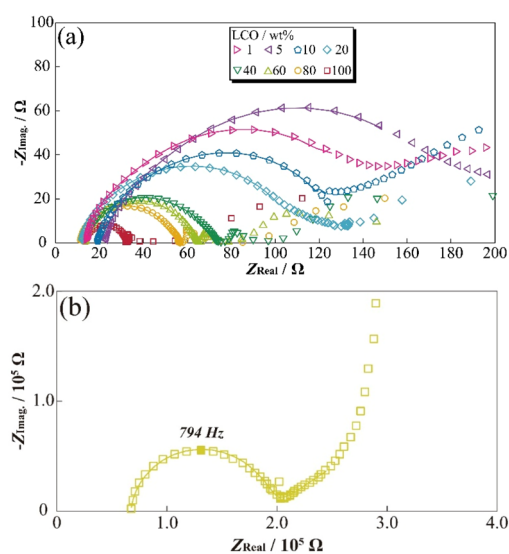 (a)
LCO / wt%
1 5 10 20
40 60 80 100
100
80
60
40
20
0
-ZImag. / Ω
0 20 40 60 80 100 120 140 160 180 200
ZReal / Ω
(b)
2.0
1.0
0
-ZImag. / 10⁵ Ω
794 Hz
0 1.0 2.0 3.0 4.0
ZReal / 10⁵ Ω